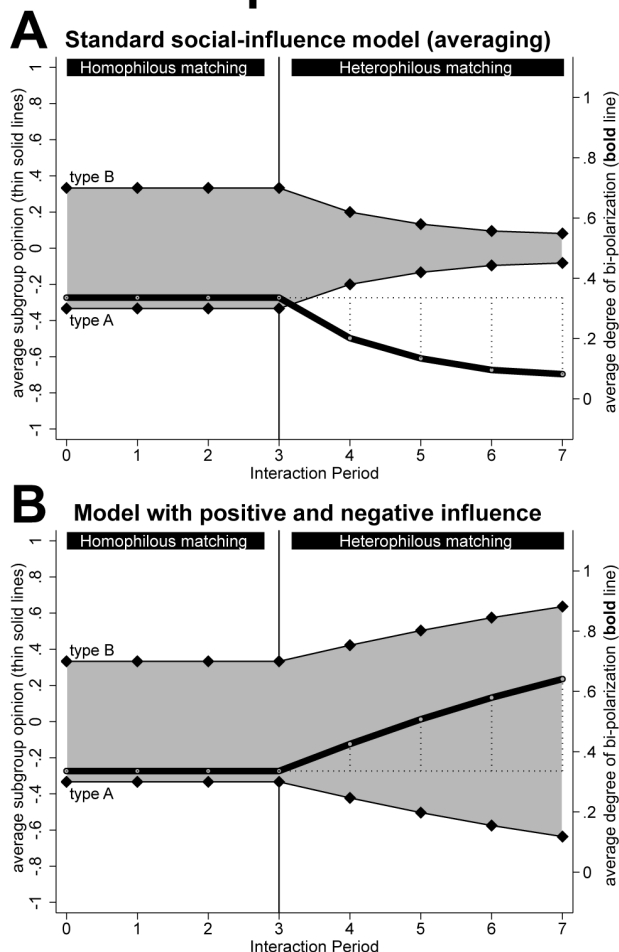 A
Standard social-influence model (averaging)
Homophilous matching
Heterophilous matching
average subgroup opinion (thin solid lines)
1
.8
.6
.4
.2
0
-.2
-.4
-.6
-.8
-1
type B
type A
average degree of bi-polarization (bold line)
1
.8
.6
.4
.2
0
0 1 2 3 4 5 6 7
Interaction Period
B
Model with positive and negative influence
Homophilous matching
Heterophilous matching
average subgroup opinion (thin solid lines)
1
.8
.6
.4
.2
0
-.2
-.4
-.6
-.8
-1
type B
type A
average degree of bi-polarization (bold line)
1
.8
.6
.4
.2
0
0 1 2 3 4 5 6 7
Interaction Period